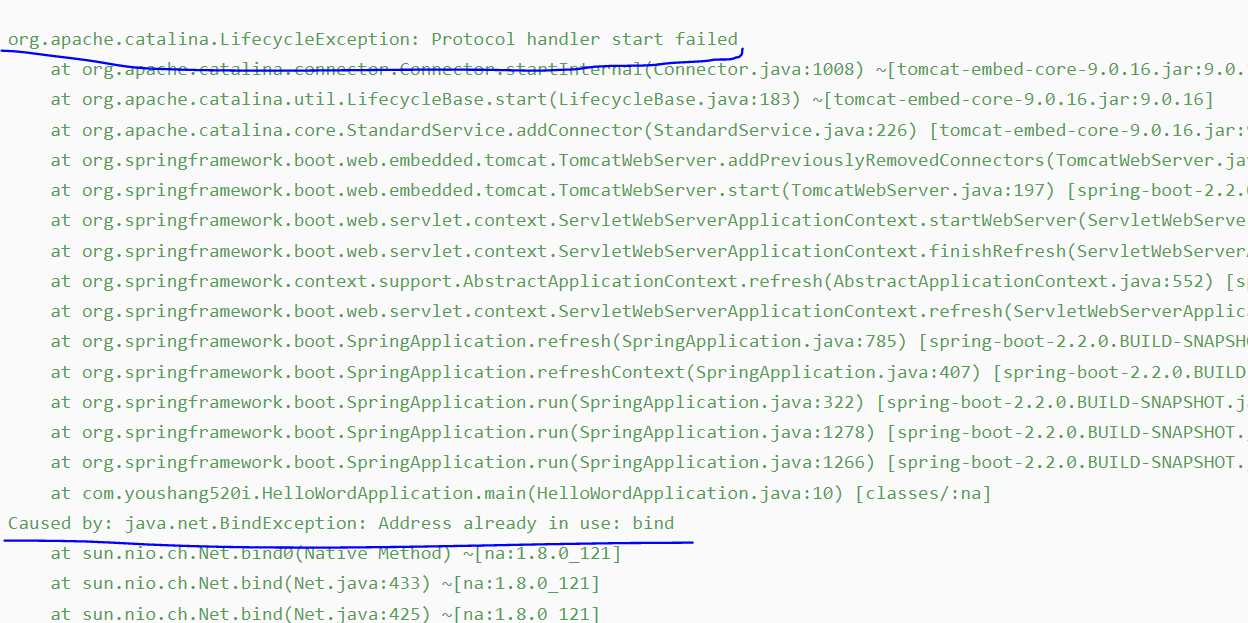 org.apache.catalina.LifecycleException: Protocol handler start failed
at org.apache.catalina.connector.Connector.startInternal(Connector.java:1008) ~[tomcat-embed-core-9.0.16.jar:9.0.
at org.apache.catalina.util.LifecycleBase.start(LifecycleBase.java:183) ~[tomcat-embed-core-9.0.16.jar:9.0.16]
at org.apache.catalina.core.StandardService.addConnector(StandardService.java:226) [tomcat-embed-core-9.0.16.jar:
at org.springframework.boot.web.embedded.tomcat.TomcatWebServer.addPreviouslyRemovedConnectors(TomcatWebServer.jav
at org.springframework.boot.web.embedded.tomcat.TomcatWebServer.start(TomcatWebServer.java:197) [spring-boot-2.2.
at org.springframework.boot.web.servlet.context.ServletWebServerApplicationContext.startWebServer(ServletWebServe
at org.springframework.boot.web.servlet.context.ServletWebServerApplicationContext.finishRefresh(ServletWebServer
at org.springframework.context.support.AbstractApplicationContext.refresh(AbstractApplicationContext.java:552) [sp
at org.springframework.boot.web.servlet.context.ServletWebServerApplicationContext.refresh(ServletWebServerApplic
at org.springframework.boot.SpringApplication.refresh(SpringApplication.java:785) [spring-boot-2.2.0.BUILD-SNAPSH
at org.springframework.boot.SpringApplication.refreshContext(SpringApplication.java:407) [spring-boot-2.2.0.BUILD
at org.springframework.boot.SpringApplication.run(SpringApplication.java:322) [spring-boot-2.2.0.BUILD-SNAPSHOT.j
at org.springframework.boot.SpringApplication.run(SpringApplication.java:1278) [spring-boot-2.2.0.BUILD-SNAPSHOT.
at org.springframework.boot.SpringApplication.run(SpringApplication.java:1266) [spring-boot-2.2.0.BUILD-SNAPSHOT.
at com.youshang520i.HelloWordApplication.main(HelloWordApplication.java:10) [classes/:na]
Caused by: java.net.BindException: Address already in use: bind
at sun.nio.ch.Net.bind0(Native Method) ~[na:1.8.0_121]
at sun.nio.ch.Net.bind(Net.java:433) ~[na:1.8.0_121]
at sun.nio.ch.Net.bind(Net.java:425) ~[na:1.8.0_121]